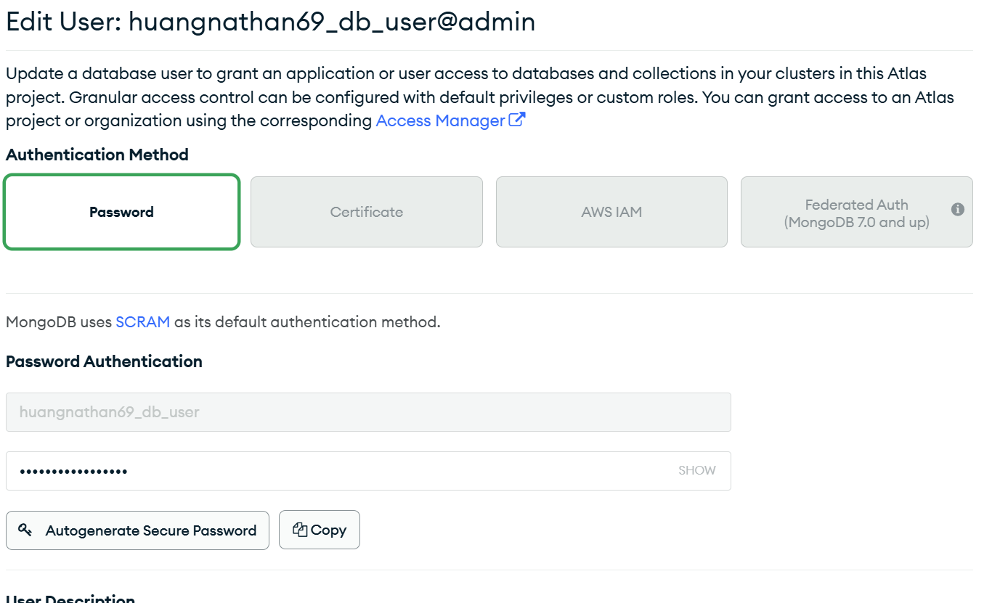 Edit User: huangnathan69_db_user@admin
Update a database user to grant an application or user access to databases and collections in your clusters in this Atlas
project. Granular access control can be configured with default privileges or custom roles. You can grant access to an Atlas
project or organization using the corresponding Access Manager
Authentication Method
Password
Certificate
AWS IAM
Federated Auth
(MongoDB 7.0 and up)
MongoDB uses SCRAM as its default authentication method.
Password Authentication
huangnathan69_db_user
•••••••••••••••••
SHOW
Autogenerate Secure Password
Copy
User Description